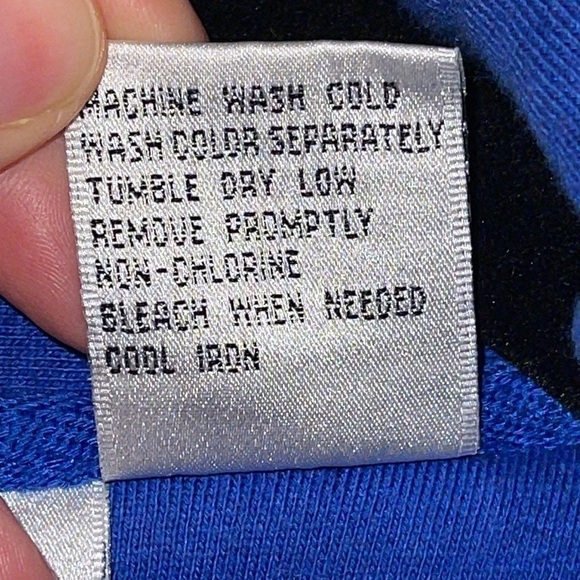 MACHINE WASH COLD
WASH COLOR SEPARATELY
TUMBLE DRY LOW
REMOVE PROMPTLY
NON-CHLORINE
BLEACH WHEN NEEDED
COOL IRON